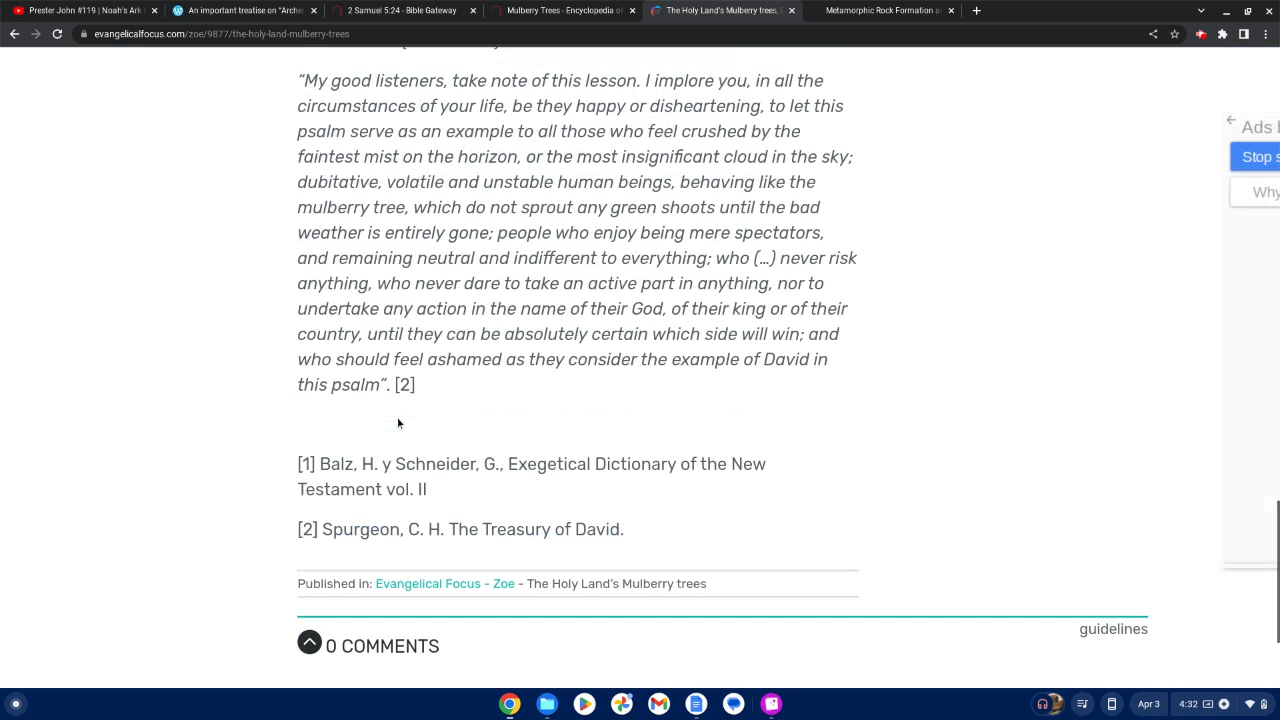 Prester John #119 | Noah's Ark
An important treatise on "Arche
2 Samuel 5:24 - Bible Gateway
Mulberry Trees - Encyclopedia of
The Holy Land's Mulberry trees, E
Metamorphic Rock Formation a
evangelicalfocus.com/zoe/9877/the-holy-land-mulberry-trees
“My good listeners, take note of this lesson. I implore you, in all the
circumstances of your life, be they happy or disheartening, to let this
psalm serve as an example to all those who feel crushed by the
faintest mist on the horizon, or the most insignificant cloud in the sky;
dubitative, volatile and unstable human beings, behaving like the
mulberry tree, which do not sprout any green shoots until the bad
weather is entirely gone; people who enjoy being mere spectators,
and remaining neutral and indifferent to everything; who (…) never risk
anything, who never dare to take an active part in anything, nor to
undertake any action in the name of their God, of their king or of their
country, until they can be absolutely certain which side will win; and
who should feel ashamed as they consider the example of David in
this psalm”. [2]
[1] Balz, H. y Schneider, G., Exegetical Dictionary of the New
Testament vol. II
[2] Spurgeon, C. H. The Treasury of David.
Published in: Evangelical Focus - Zoe - The Holy Land’s Mulberry trees
guidelines
0 COMMENTS
Ads
Stop
Why
Apr 3
4:32